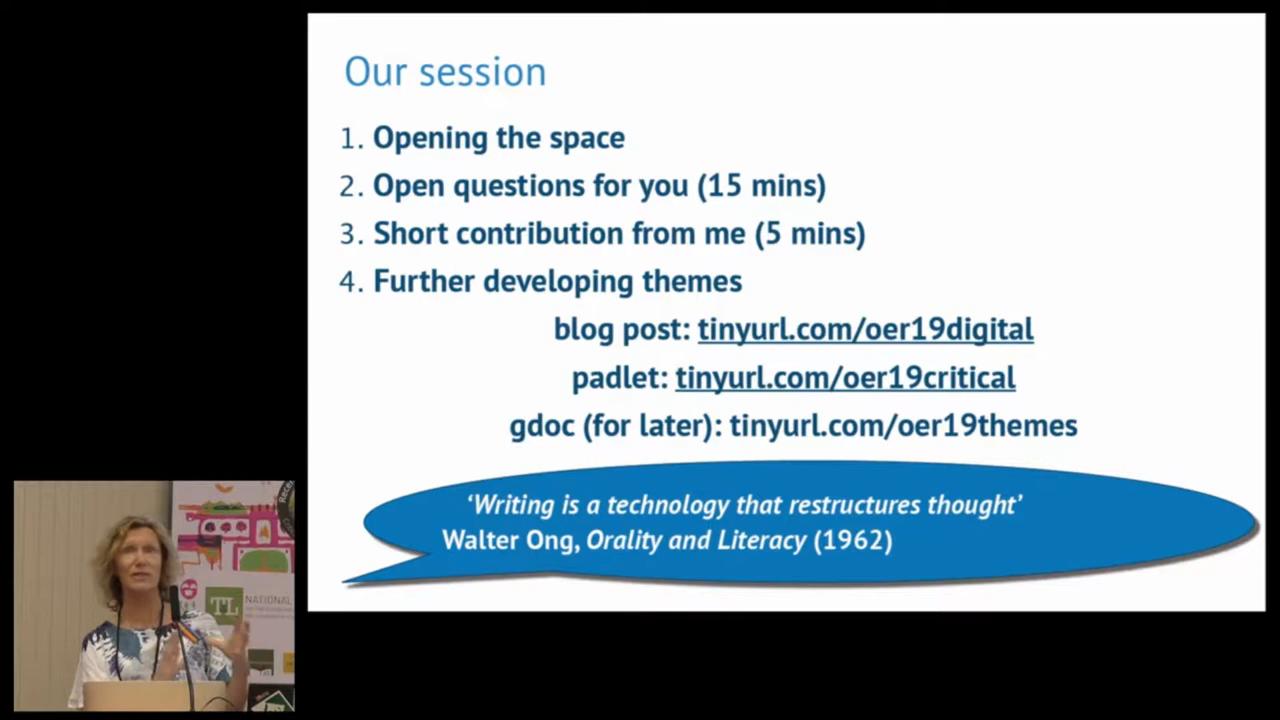 Our session
1. Opening the space
2. Open questions for you (15 mins)
3. Short contribution from me (5 mins)
4. Further developing themes
blog post: tinyurl.com/oer19digital
padlet: tinyurl.com/oer19critical
gdoc (for later): tinyurl.com/oer19themes
‘Writing is a technology that restructures thought’
Walter Ong, Orality and Literacy (1962)
TL
NATIONAL